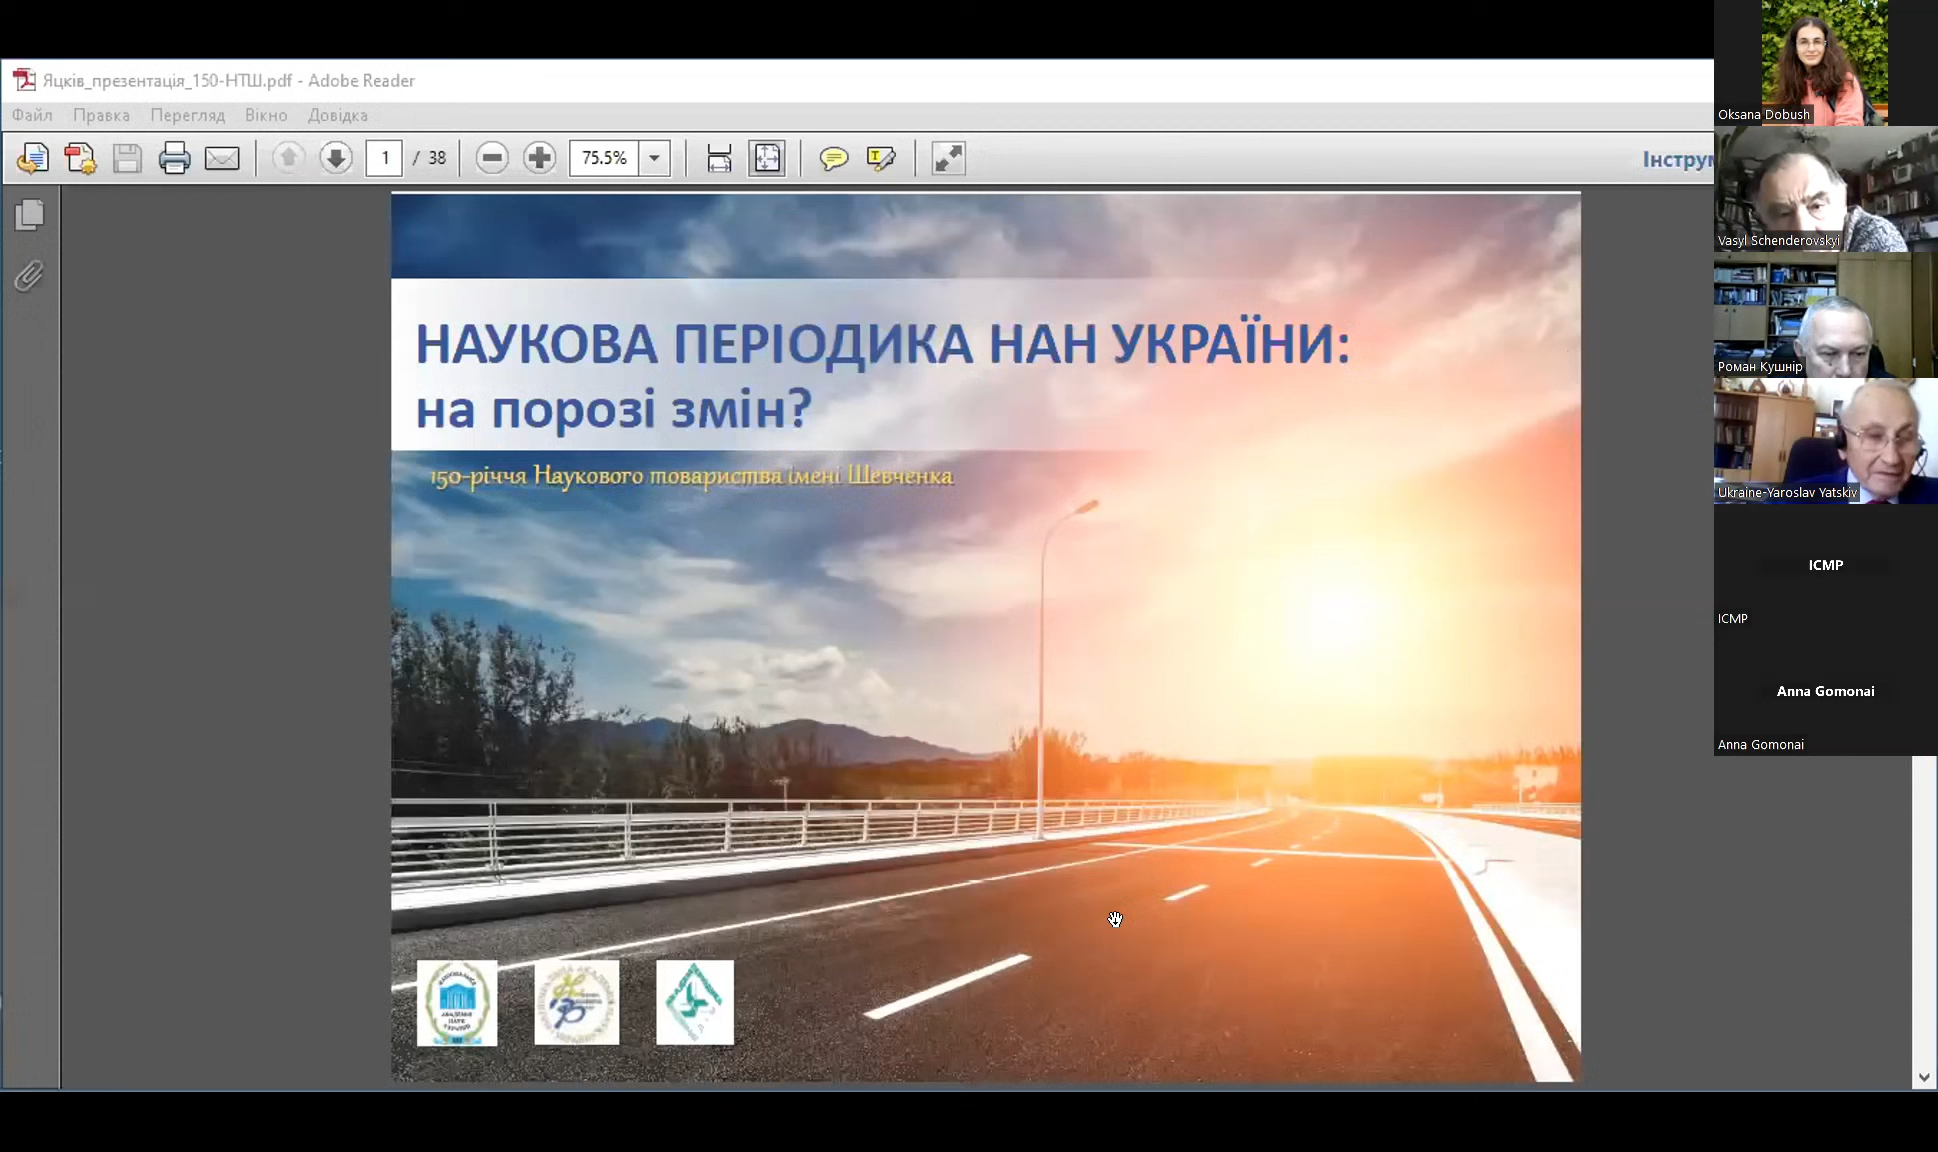 Яцків_презентація_150-НТШ.pdf - Adobe Reader
Файл Правка Перегляд Вікно Довідка
1 / 38 75.5%
НАУКОВА ПЕРІОДИКА НАН УКРАЇНИ:
на порозі змін?
150-річчя Наукового товариства імені Шевченка
Oksana Dobush
Vasyl Schenderovskyi
Роман Кушнір
Ukraine-Yaroslav Yatskiv
ICMP
ICMP
Anna Gomonai
Anna Gomonai